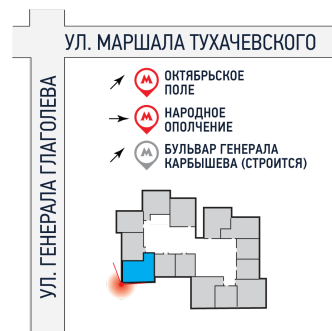 УЛ. МАРШАЛА ТУХАЧЕВСКОГО
УЛ. ГЕНЕРАЛА ГЛАГОЛЕВА
М ОКТЯБРЬСКОЕ
ПОЛЕ
М НАРОДНОЕ
ОПОЛЧЕНИЕ
М БУЛЬВАР ГЕНЕРАЛА
КАРБЫШЕВА (СТРОИТСЯ)